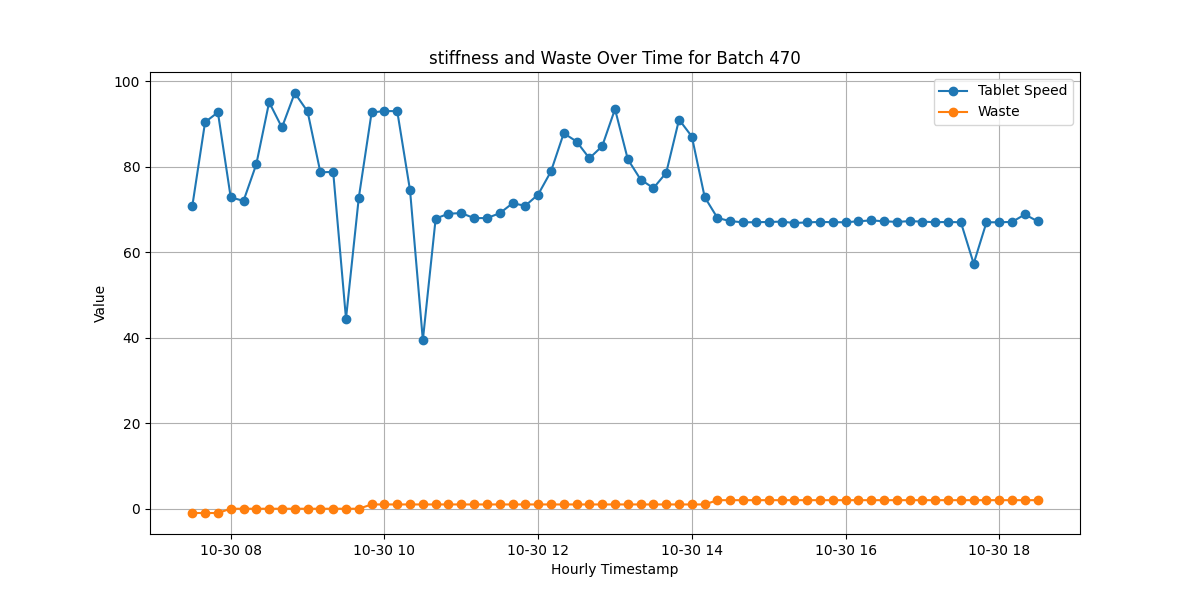 stiffness and Waste Over Time for Batch 470
Tablet Speed
Waste
100
80
60
40
20
0
Value
10-30 08
10-30 10
10-30 12
10-30 14
10-30 16
10-30 18
Hourly Timestamp